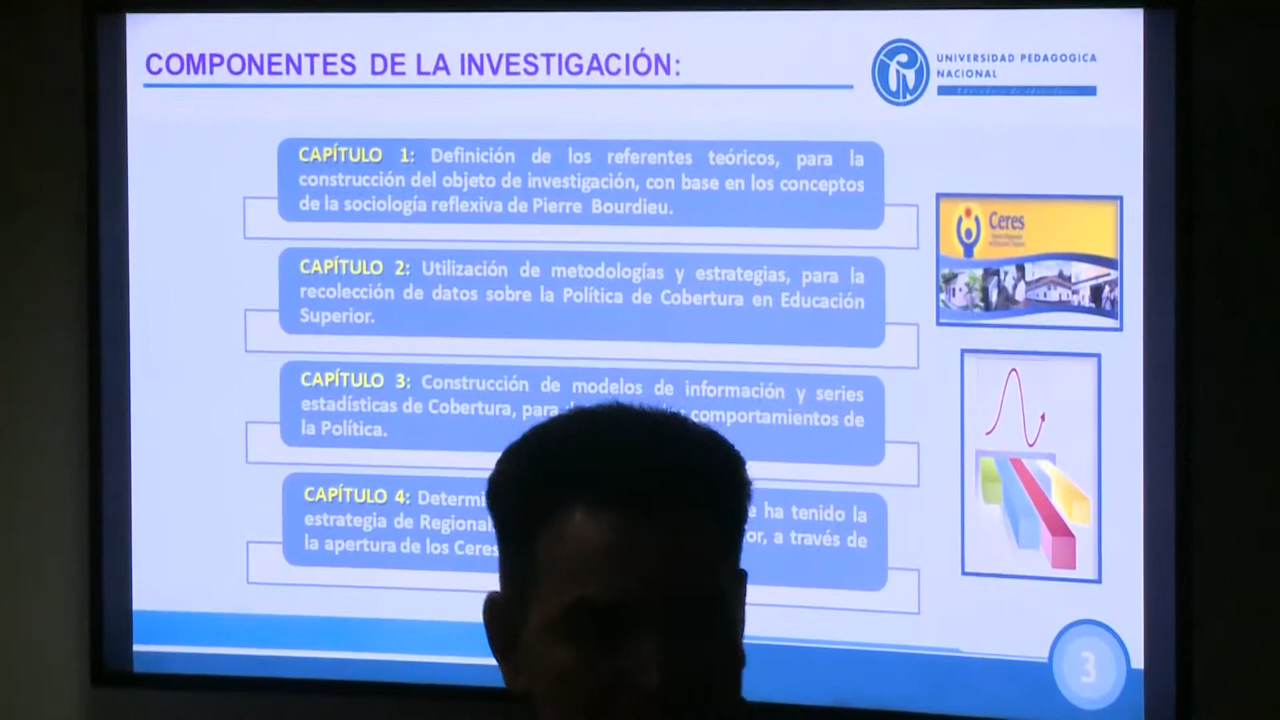 COMPONENTES DE LA INVESTIGACIÓN:
UNIVERSIDAD PEDAGOGICA
NACIONAL
CAPÍTULO 1: Definición de los referentes teóricos, para la
construcción del objeto de investigación, con base en los conceptos
de la sociología reflexiva de Pierre Bourdieu.
Ceres
CAPÍTULO 2: Utilización de metodologías y estrategias, para la
recolección de datos sobre la Política de Cobertura en Educación
Superior.
CAPÍTULO 3: Construcción de modelos de información y series
estadísticas de Cobertura, para comportamientos de
la Política.
CAPÍTULO 4: ha tenido la
estrategia de a través de
la apertura de los Ceres
3